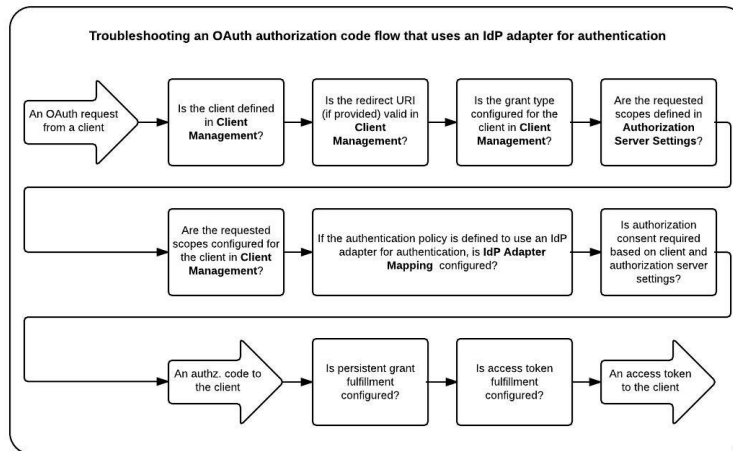 Troubleshooting an OAuth authorization code flow that uses an IdP adapter for authentication
An OAuth request
from a client
Is the client defined
in Client
Management?
Is the redirect URI
(if provided) valid in
Client
Management?
Is the grant type
configured for the
client in Client
Management?
Are the requested
scopes defined in
Authorization
Server Settings?
Are the requested
scopes configured for
the client in Client
Management?
If the authentication policy is defined to use an IdP
adapter for authentication, is IdP Adapter
Mapping configured?
Is authorization
consent required
based on client and
authorization server
settings?
An authz. code to
the client
Is persistent grant
fulfillment
configured?
Is access token
fulfillment
configured?
An access token
to the client